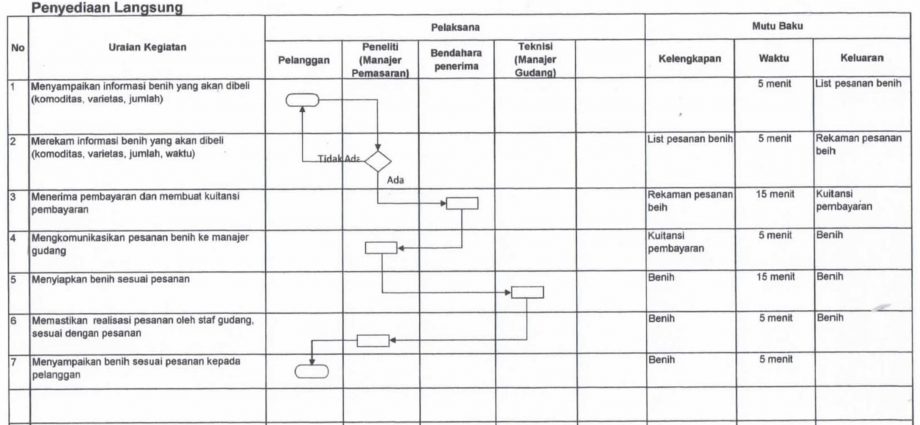 Penyediaan Langsung
No Uraian Kegiatan Pelaksana Mutu Baku
Pelanggan Peneliti (Manajer Pemasaran) Bendahara penerima Teknisi (Manajer Gudang) Kelengkapan Waktu Keluaran
1 Menyampaikan informasi benih yang akan dibeli 5 menit List pesanan benih
(komoditas, varietas, jumlah)
2 Merekam informasi benih yang akan dibeli List pesanan benih 5 menit Rekaman pesanan
(komoditas, varietas, jumlah, waktu) beih
Tidak Ada
Ada
3 Menerima pembayaran dan membuat kuitansi Rekaman pesanan 15 menit Kuitansi
pembayaran beih pembayaran
4 Mengkomunikasikan pesanan benih ke manajer Kuitansi 5 menit Benih
gudang pembayaran
5 Menyiapkan benih sesuai pesanan Benih 15 menit Benih
6 Memastikan realisasi pesanan oleh staf gudang, Benih 5 menit Benih
sesuai dengan pesanan
7 Menyampaikan benih sesuai pesanan kepada Benih 5 menit
pelanggan